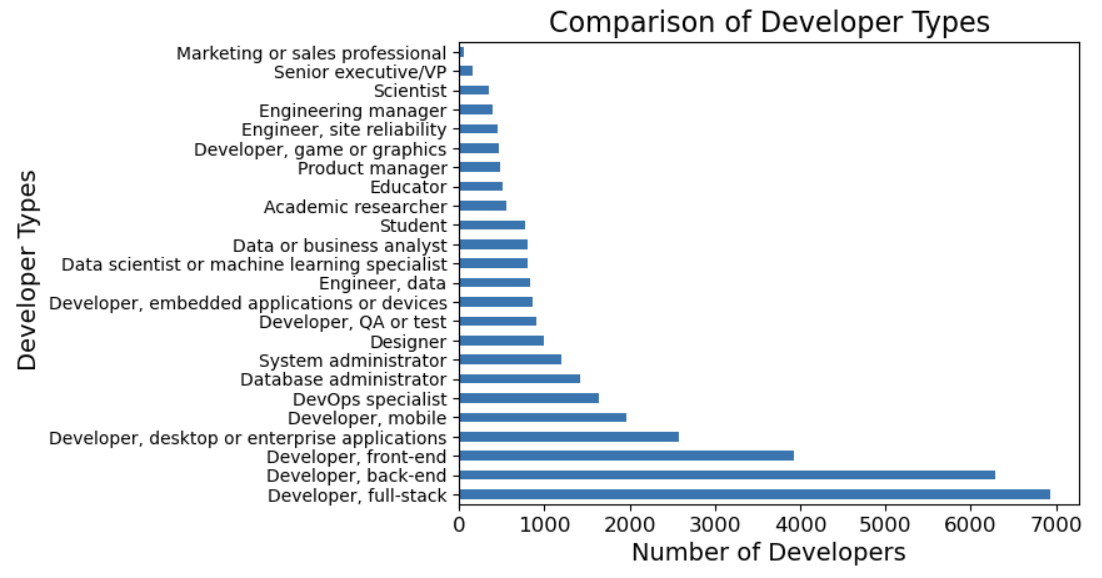 Comparison of Developer Types
Developer Types
Marketing or sales professional
Senior executive/VP
Scientist
Engineering manager
Engineer, site reliability
Developer, game or graphics
Product manager
Educator
Academic researcher
Student
Data or business analyst
Data scientist or machine learning specialist
Engineer, data
Developer, embedded applications or devices
Developer, QA or test
Designer
System administrator
Database administrator
DevOps specialist
Developer, mobile
Developer, desktop or enterprise applications
Developer, front-end
Developer, back-end
Developer, full-stack
0 1000 2000 3000 4000 5000 6000 7000
Number of Developers